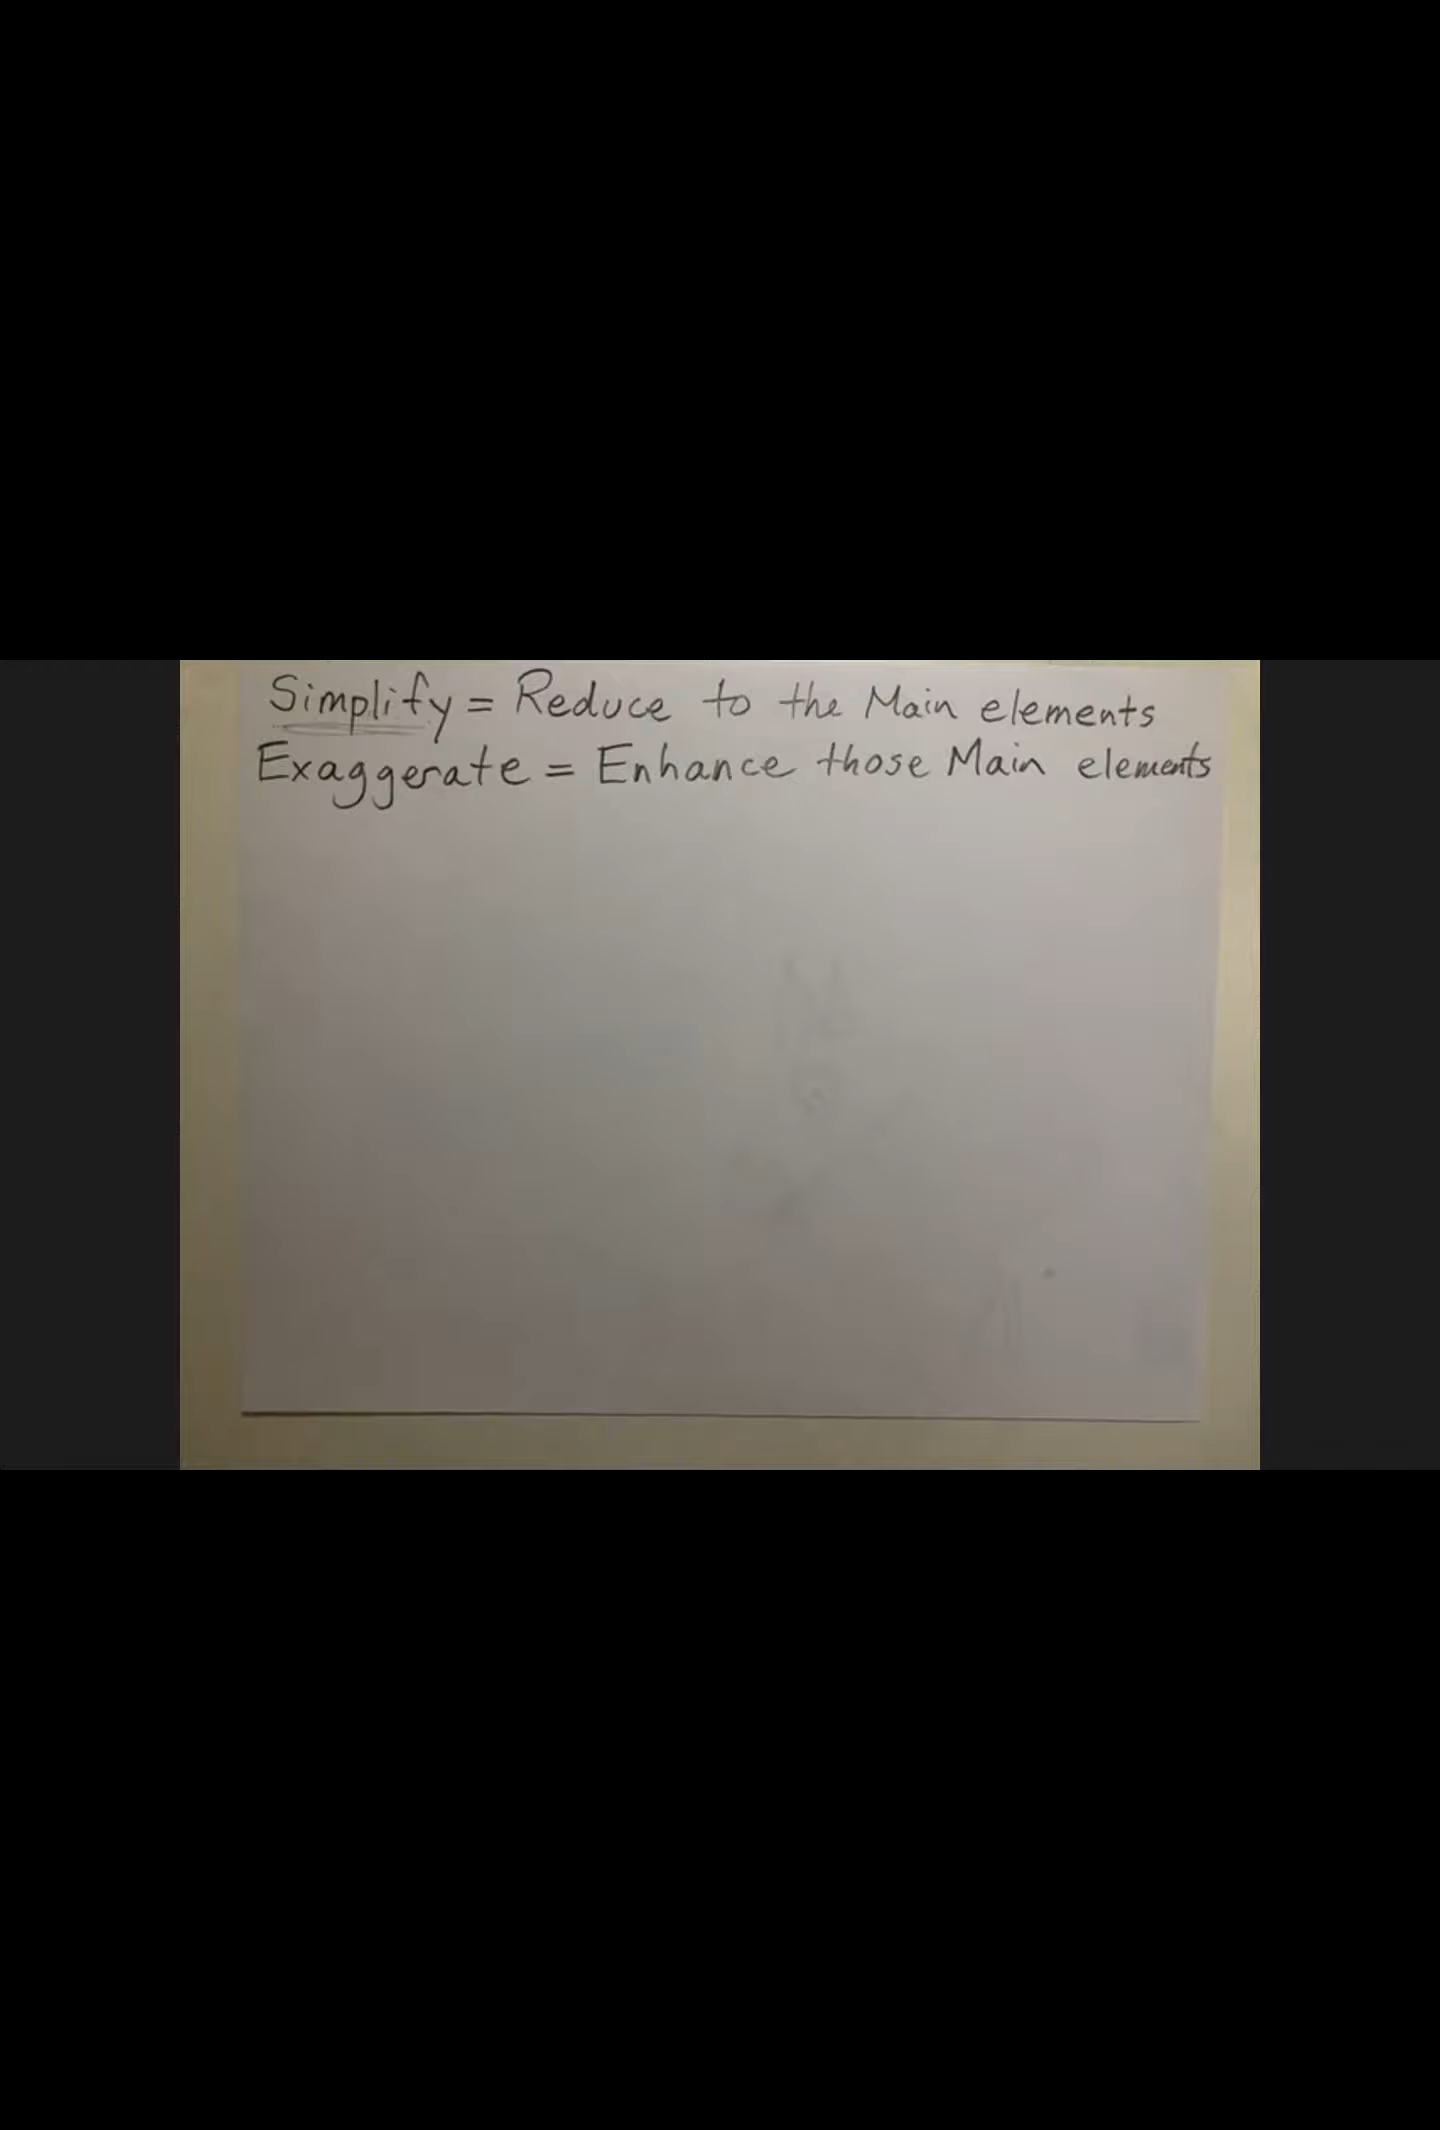 Simplify = Reduce to the Main elements
Exaggerate = Enhance those Main elements